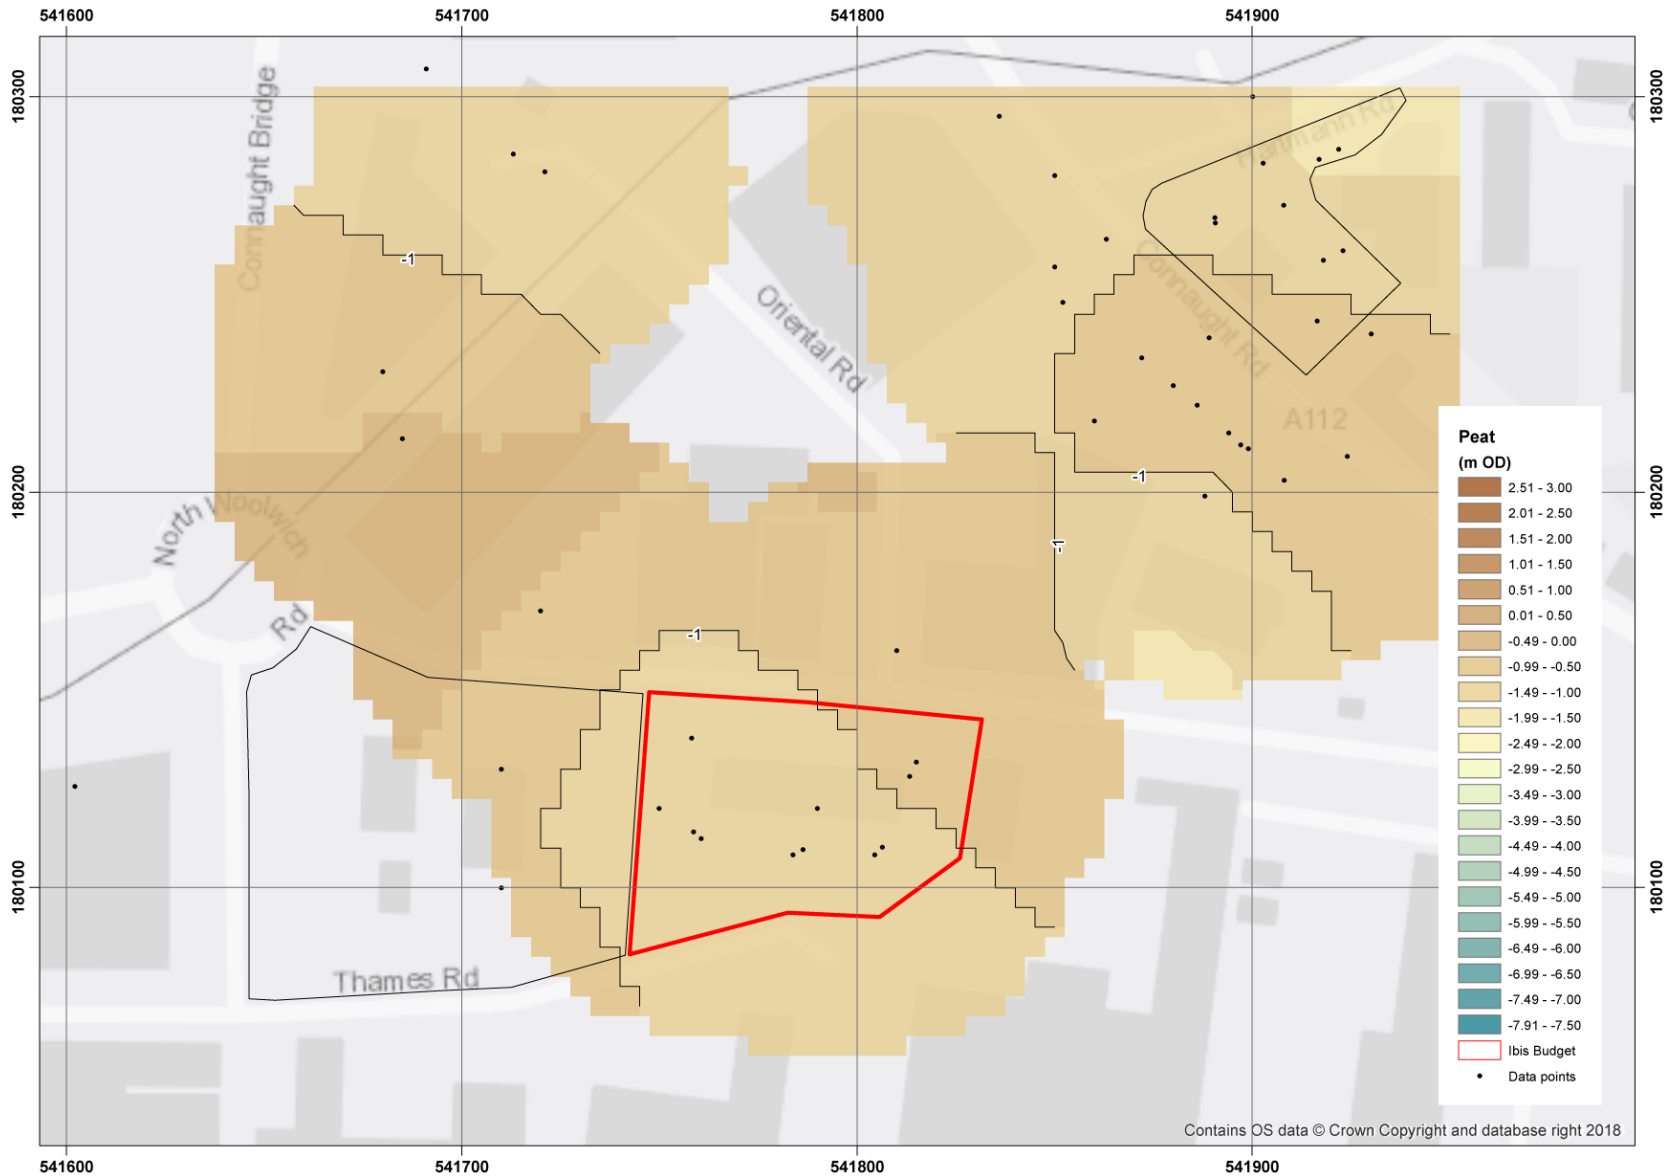 541600 541700 541800 541900
180300 180300
Connaught Bridge
Hartmann Rd
Connaught Rd
Oriental Rd
A112
-1
-1
-1
-1
180200 180200
North Woolwich
Rd
180100 180100
Thames Rd
Peat
(m OD)
2.51 - 3.00
2.01 - 2.50
1.51 - 2.00
1.01 - 1.50
0.51 - 1.00
0.01 - 0.50
-0.49 - 0.00
-0.99 - -0.50
-1.49 - -1.00
-1.99 - -1.50
-2.49 - -2.00
-2.99 - -2.50
-3.49 - -3.00
-3.99 - -3.50
-4.49 - -4.00
-4.99 - -4.50
-5.49 - -5.00
-5.99 - -5.50
-6.49 - -6.00
-6.99 - -6.50
-7.49 - -7.00
-7.91 - -7.50
Ibis Budget
Data points
Contains OS data © Crown Copyright and database right 2018
541600 541700 541800 541900